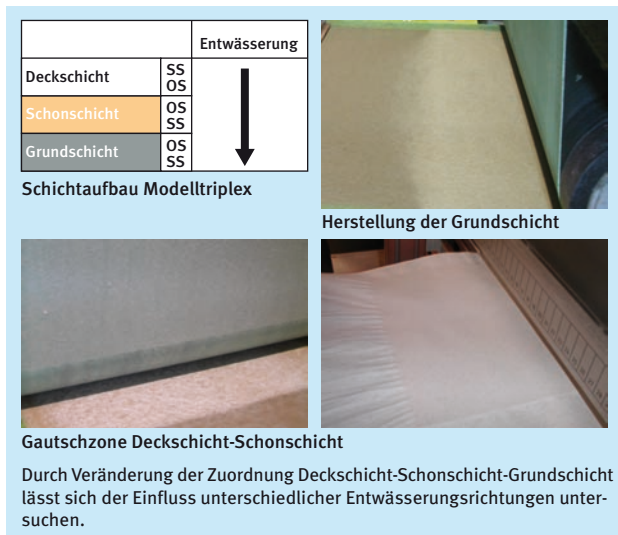 Entwässerung
Deckschicht SS
OS
Schonschicht OS
SS
Grundschicht OS
SS
Schichtaufbau Modelltriplex
Herstellung der Grundschicht
Gautschzone Deckschicht-Schonschicht
Durch Veränderung der Zuordnung Deckschicht-Schonschicht-Grundschicht
lässt sich der Einfluss unterschiedlicher Entwässerungsrichtungen unter-
suchen.